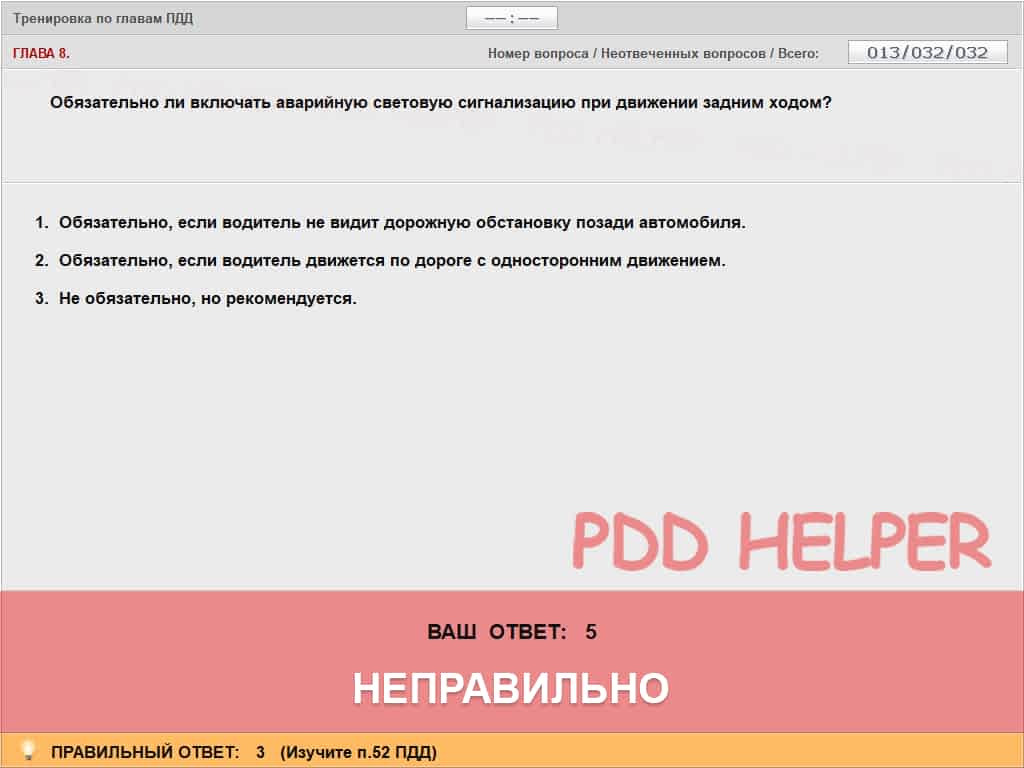 Тренировка по главам ПДД
–– : ––
ГЛАВА 8.
Номер вопроса / Неотвеченных вопросов / Всего:
013/032/032
Обязательно ли включать аварийную световую сигнализацию при движении задним ходом?
1. Обязательно, если водитель не видит дорожную обстановку позади автомобиля.
2. Обязательно, если водитель движется по дороге с односторонним движением.
3. Не обязательно, но рекомендуется.
PDD HELPER
ВАШ ОТВЕТ: 5
НЕПРАВИЛЬНО
ПРАВИЛЬНЫЙ ОТВЕТ: 3 (Изучите п.52 ПДД)